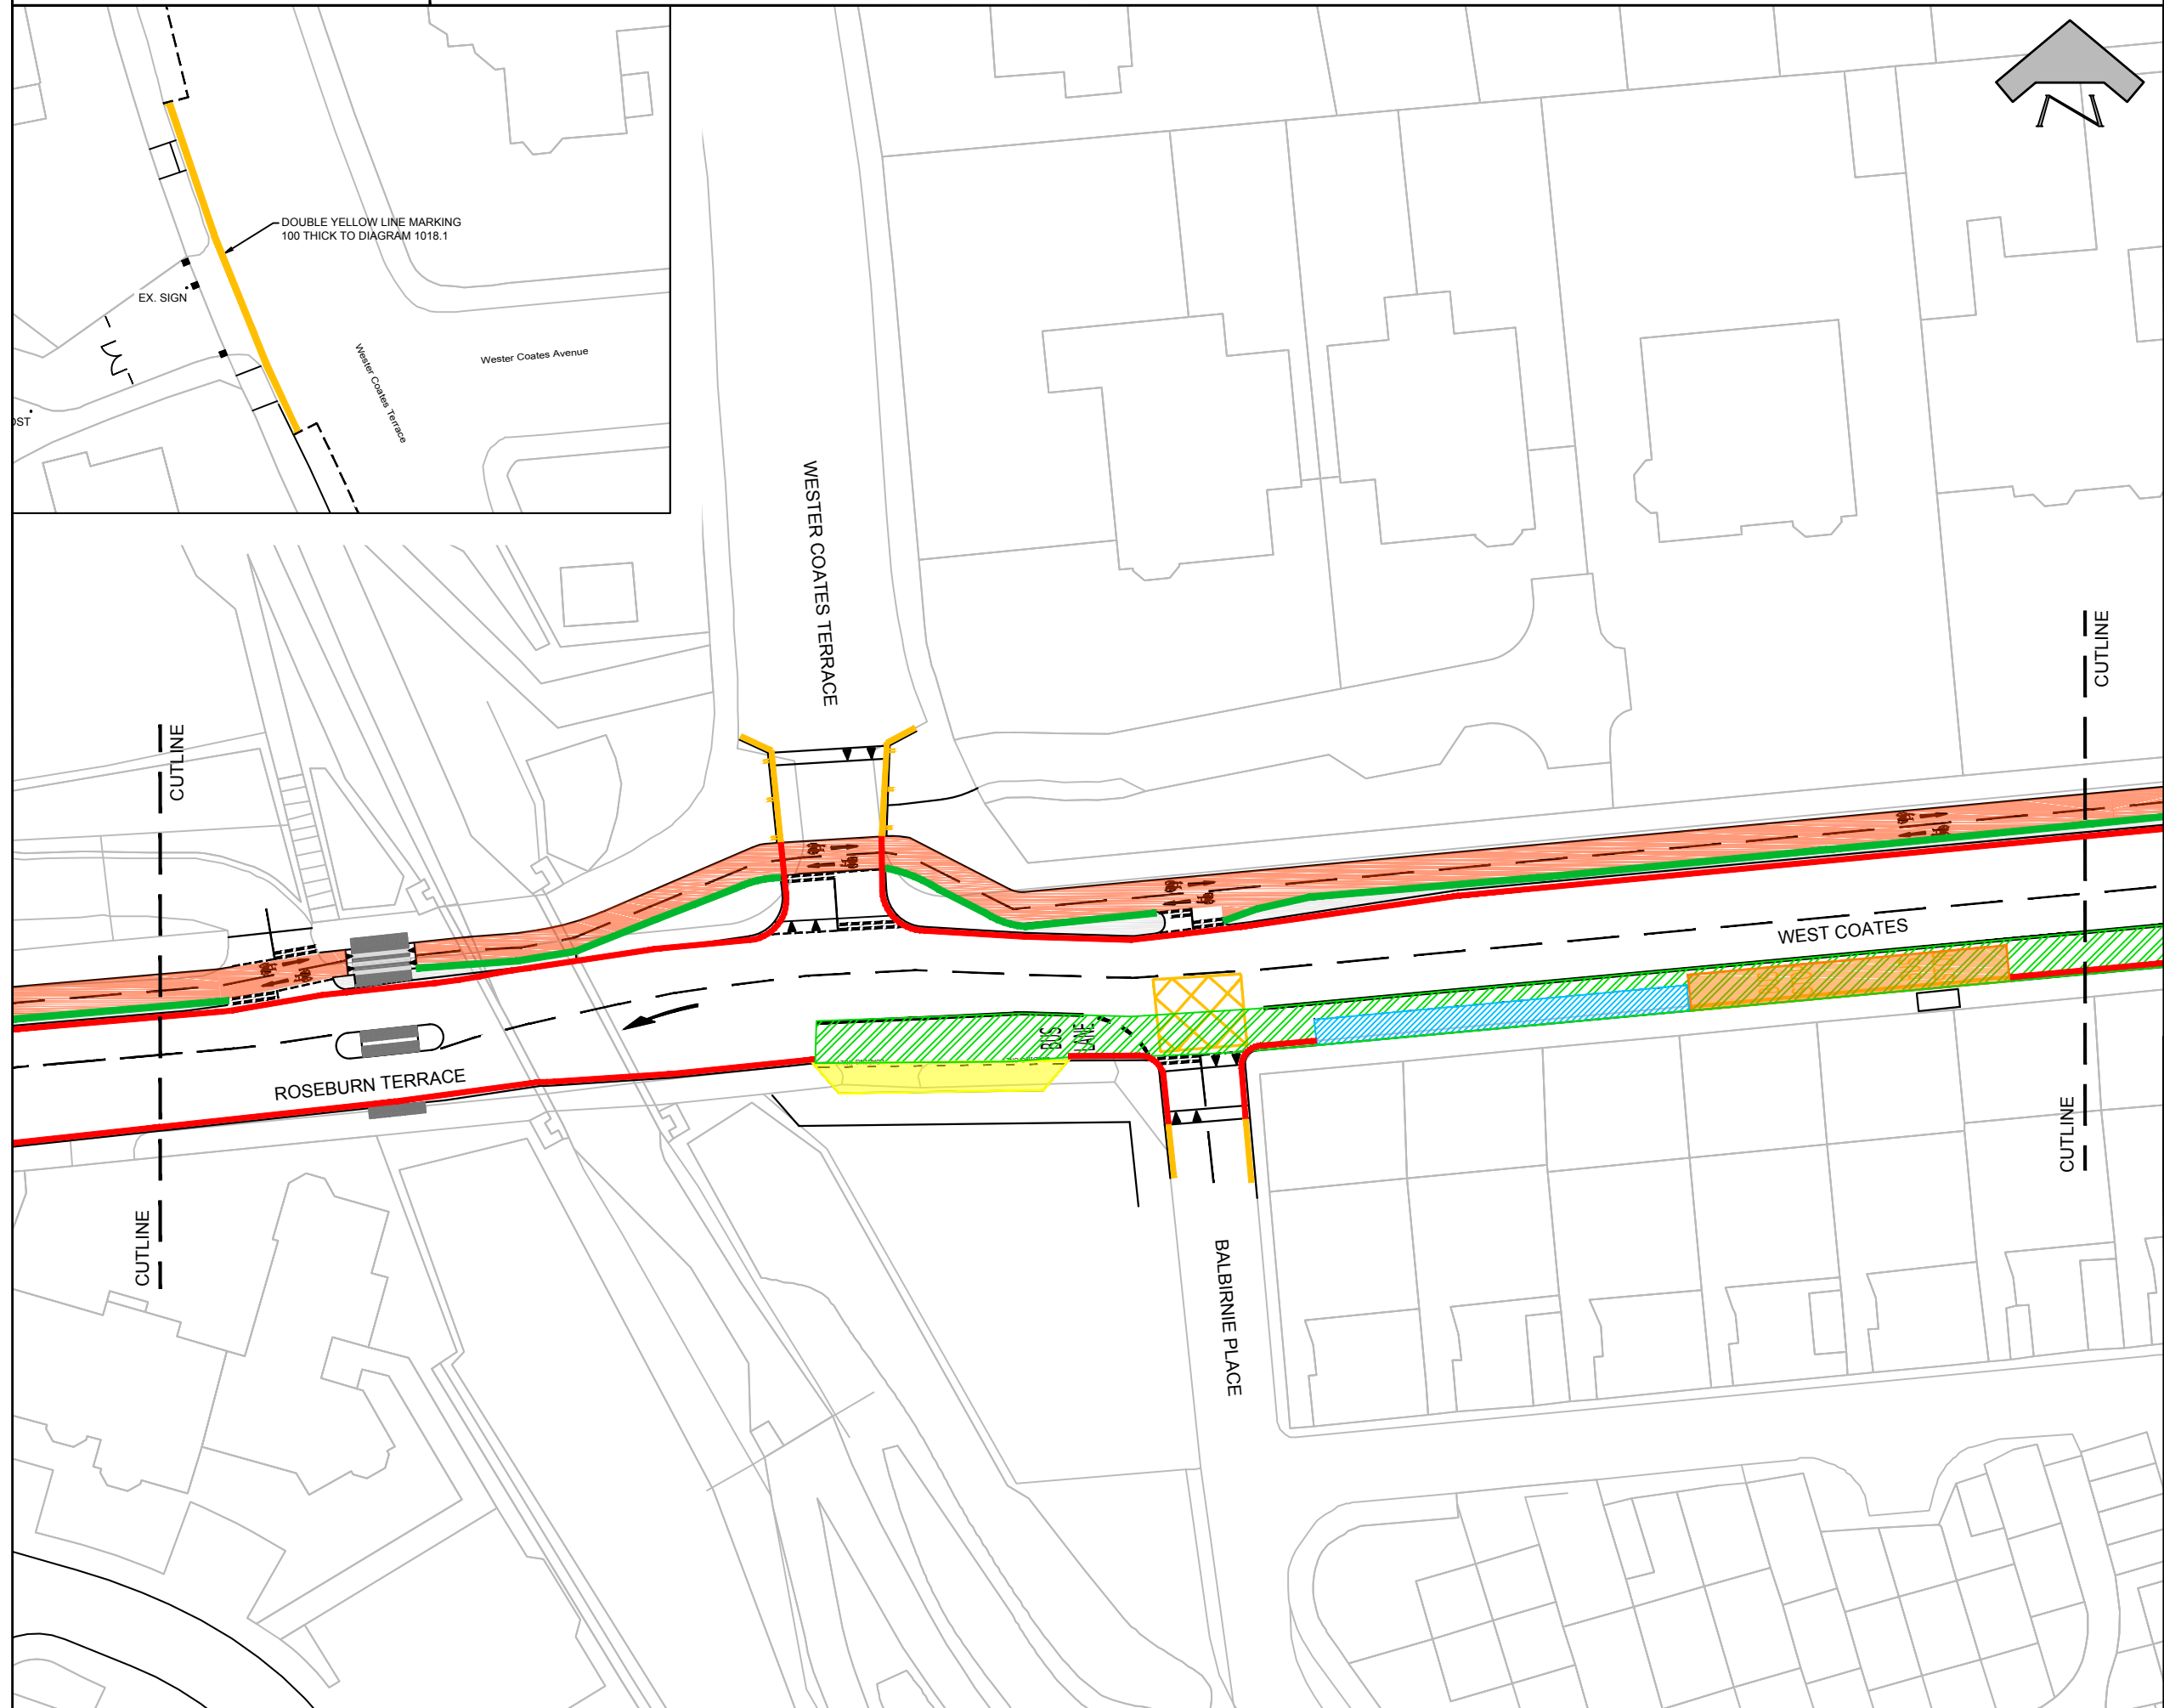 DOUBLE YELLOW LINE MARKING
100 THICK TO DIAGRAM 1018.1
EX. SIGN
Wester Coates Terrace
Wester Coates Avenue
N
WESTER COATES TERRACE
CUTLINE
CUTLINE
WEST COATES
BUS
LANE
ROSEBURN TERRACE
CUTLINE
CUTLINE
BALBIRNIE PLACE